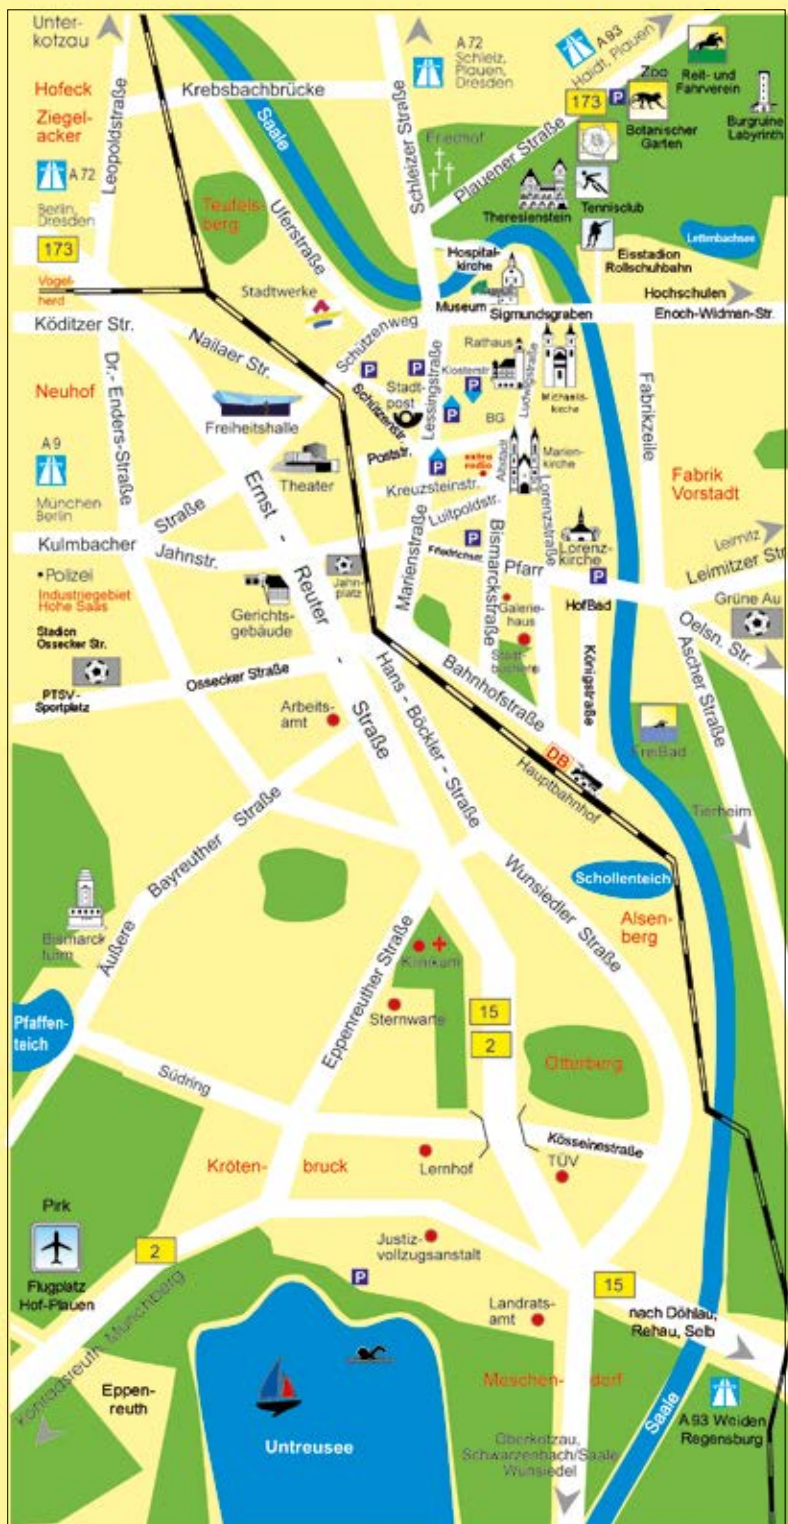 Unter-
kotzau
A 72
Schleiz,
Plauen,
Dresden
A 93
Haidt, Plauen
173
P
Zoo
Reit- und
Fahrverein
Hofeck
Ziegel-
acker
Krebsbachbrücke
Leopoldstraße
Saale
Schleizer Straße
Friedhof
Plauener Straße
Botanischer
Garten
Burgruine
Labyrinth
A 72
Berlin,
Dresden
173
Teufels-
berg
Uferstraße
Theresienstein
Tennisclub
Lettenbachsee
Eisstadion
Rollschuhbahn
Hospital-
kirche
Vogel-
herd
Stadtwerke
Museum
Sigmundsgraben
Hochschulen
Enoch-Widman-Str.
Köditzer Str.
Nailaer Str.
Schützenweg
P
P
Rathaus
Klosterstr.
P
Ludwigstraße
Michaelis-
kirche
Fabrikzeile
Neuhof
Dr.- Enders-Straße
Freiheitshalle
Schützenstr.
Stadt-
post
Lessingstraße
P
BG
Poststr.
A 9
München
Berlin
Theater
P
extra
radio
Altstadt
Marien-
kirche
Kreuzsteinstr.
Fabrik
Vorstadt
Ernst - Reuter - Straße
Luitpoldstr.
Lorenzstraße
Kulmbacher Straße
Jahnstr.
P
Friedrichstr.
Bismarckstraße
Lorenz-
kirche
Leimitz
Leimitzer Str
Polizei
Industriegebiet
Hohe Saas
Jahn-
platz
Marienstraße
Pfarr
P
Gerichts-
gebäude
Galerie-
haus
HofBad
Grüne Au
Stadion
Ossecker Str.
Stadt-
bücherei
Oelsn. Str.
Ossecker Straße
Hans - Böckler - Straße
Bahnhofstraße
Königstraße
Ascher Straße
PTSV-
Sportplatz
Arbeits-
amt
DB
Hauptbahnhof
FreiBad
Tierheim
Äußere Bayreuther Straße
Wunsiedler Straße
Schollenteich
Bismarck
turm
Alsen-
berg
Eppenreuther Straße
Klinikum
Sternwarte
15
2
Pfaffen-
teich
Otterberg
Südring
Kösseinestraße
Lernhof
TÜV
Kröten-
bruck
Pirk
Flugplatz
Hof-Plauen
2
Justiz-
vollzugsanstalt
P
15
Landrats-
amt
nach Döhlau,
Rehau, Selb
Konradsreuth, Münchberg
Eppen-
reuth
Untreusee
Moschen-
dorf
Saale
A 93 Weiden
Regensburg
Oberkotzau,
Schwarzenbach/Saale
Wunsiedel